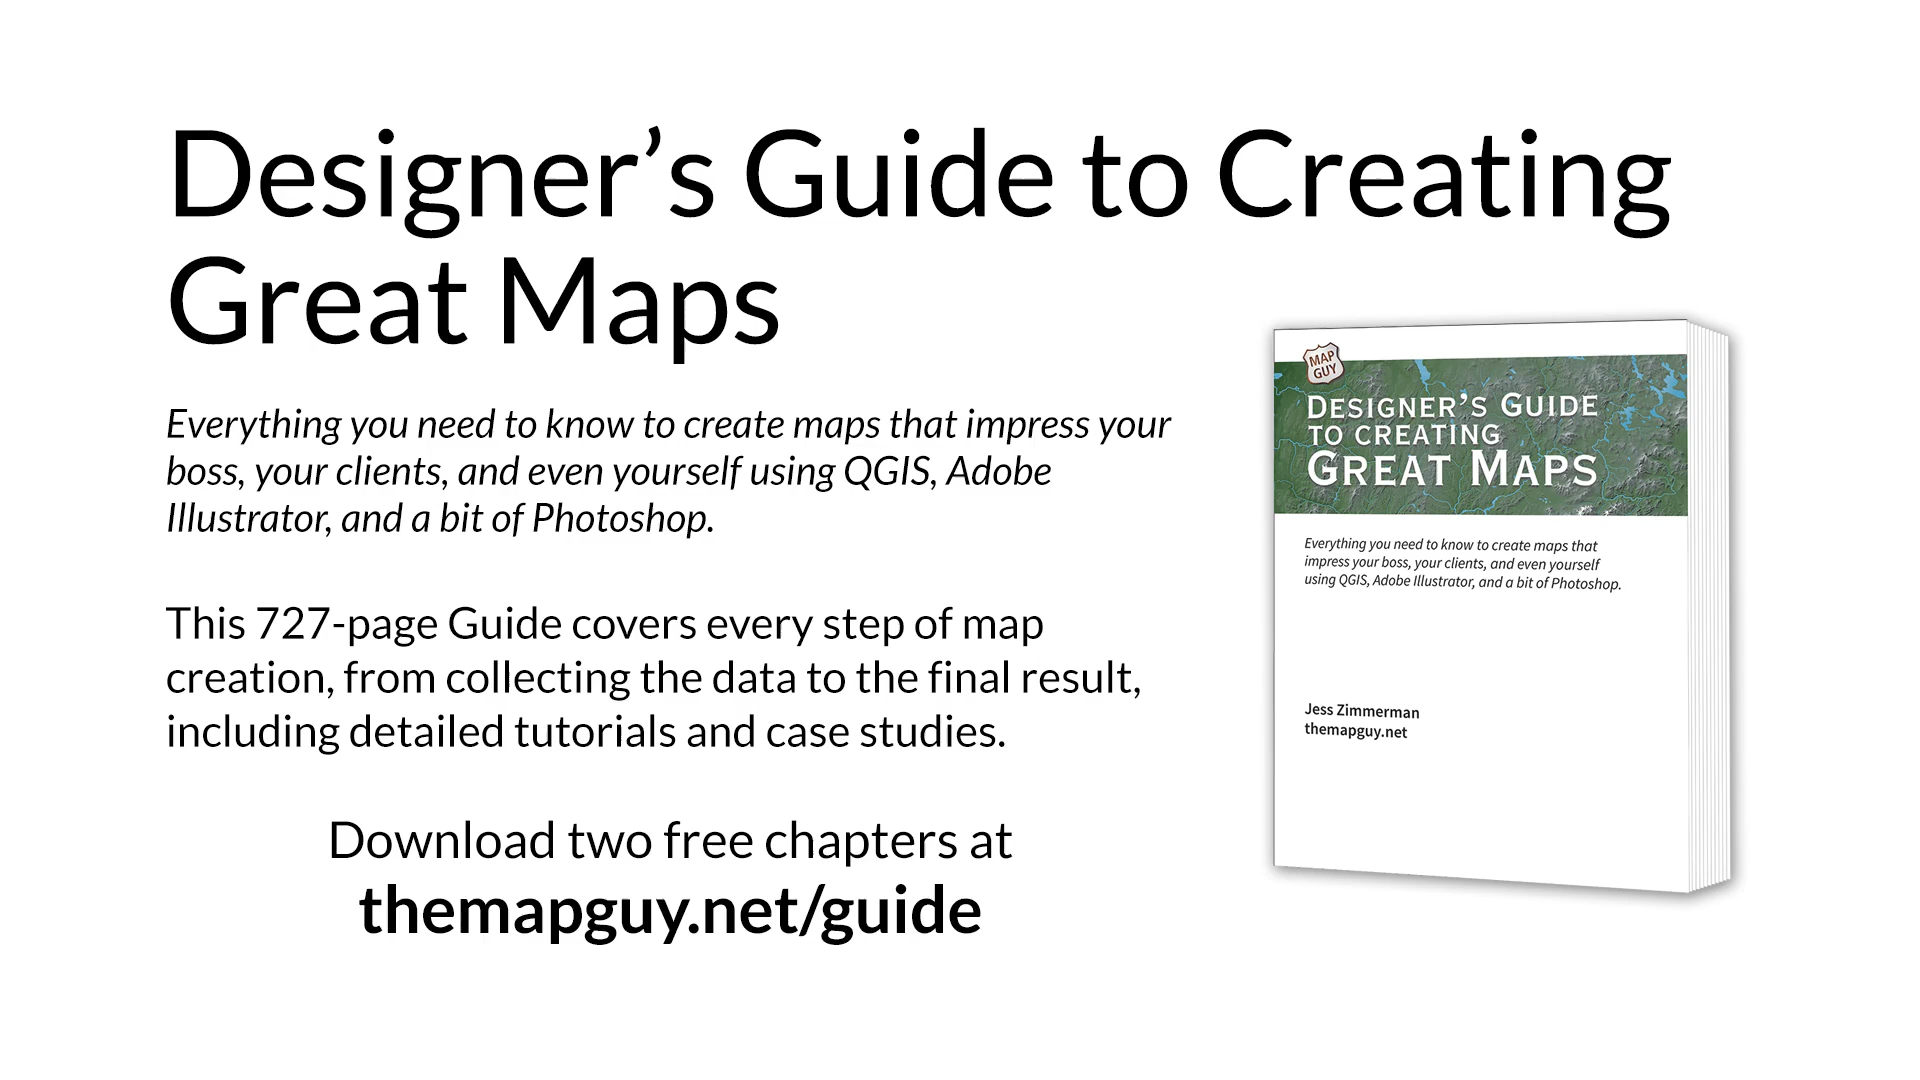 Designer’s Guide to Creating
Great Maps
Everything you need to know to create maps that impress your
boss, your clients, and even yourself using QGIS, Adobe
Illustrator, and a bit of Photoshop.
This 727-page Guide covers every step of map
creation, from collecting the data to the final result,
including detailed tutorials and case studies.
Download two free chapters at
themapguy.net/guide
MAP
GUY
DESIGNER’S GUIDE
TO CREATING
GREAT MAPS
Everything you need to know to create maps that
impress your boss, your clients, and even yourself
using QGIS, Adobe Illustrator, and a bit of Photoshop.
Jess Zimmerman
themapguy.net